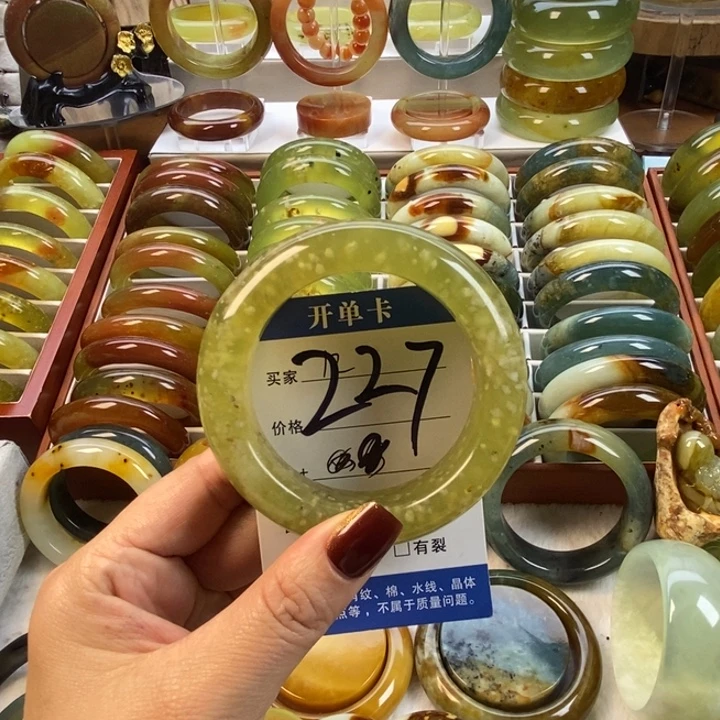 开单卡
买家
227
价格
有裂
纹、棉、水线、晶体
点等，不属于质量问题。